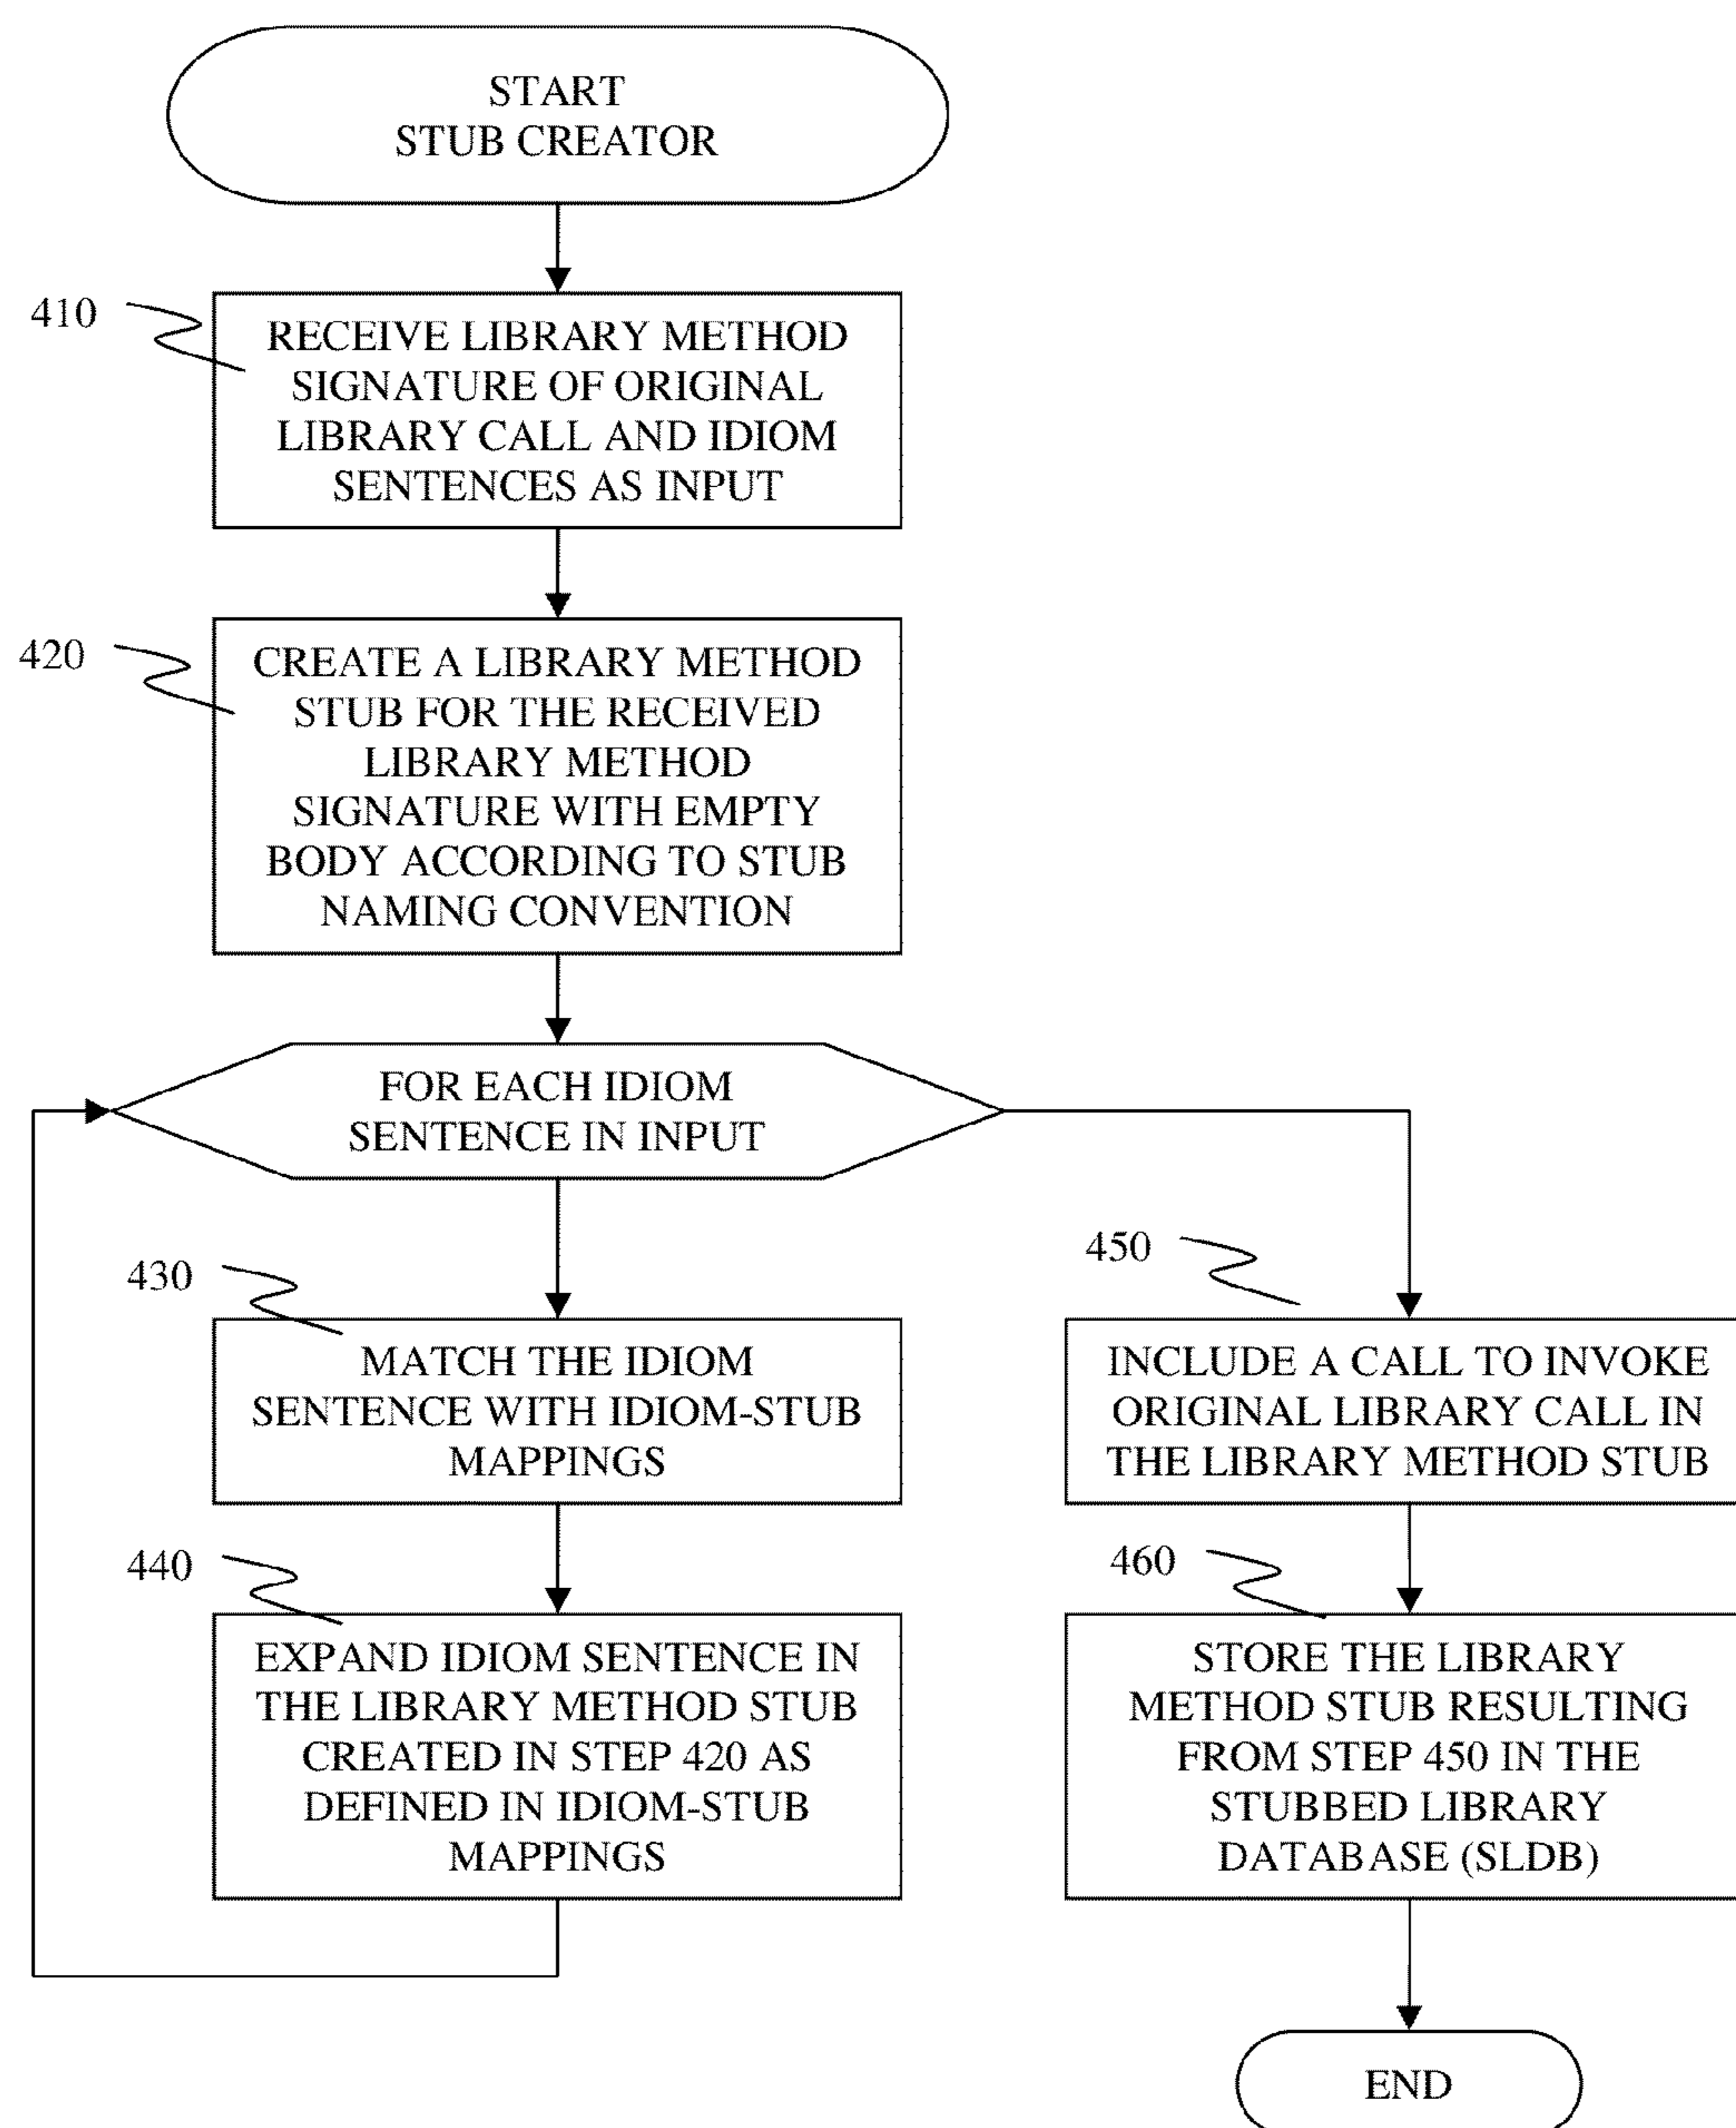 START
STUB CREATOR
410
RECEIVE LIBRARY METHOD
SIGNATURE OF ORIGINAL
LIBRARY CALL AND IDIOM
SENTENCES AS INPUT
420
CREATE A LIBRARY METHOD
STUB FOR THE RECEIVED
LIBRARY METHOD
SIGNATURE WITH EMPTY
BODY ACCORDING TO STUB
NAMING CONVENTION
FOR EACH IDIOM
SENTENCE IN INPUT
430
MATCH THE IDIOM
SENTENCE WITH IDIOM-STUB
MAPPINGS
440
EXPAND IDIOM SENTENCE IN
THE LIBRARY METHOD STUB
CREATED IN STEP 420 AS
DEFINED IN IDIOM-STUB
MAPPINGS
450
INCLUDE A CALL TO INVOKE
ORIGINAL LIBRARY CALL IN
THE LIBRARY METHOD STUB
460
STORE THE LIBRARY
METHOD STUB RESULTING
FROM STEP 450 IN THE
STUBBED LIBRARY
DATABASE (SLDB)
END